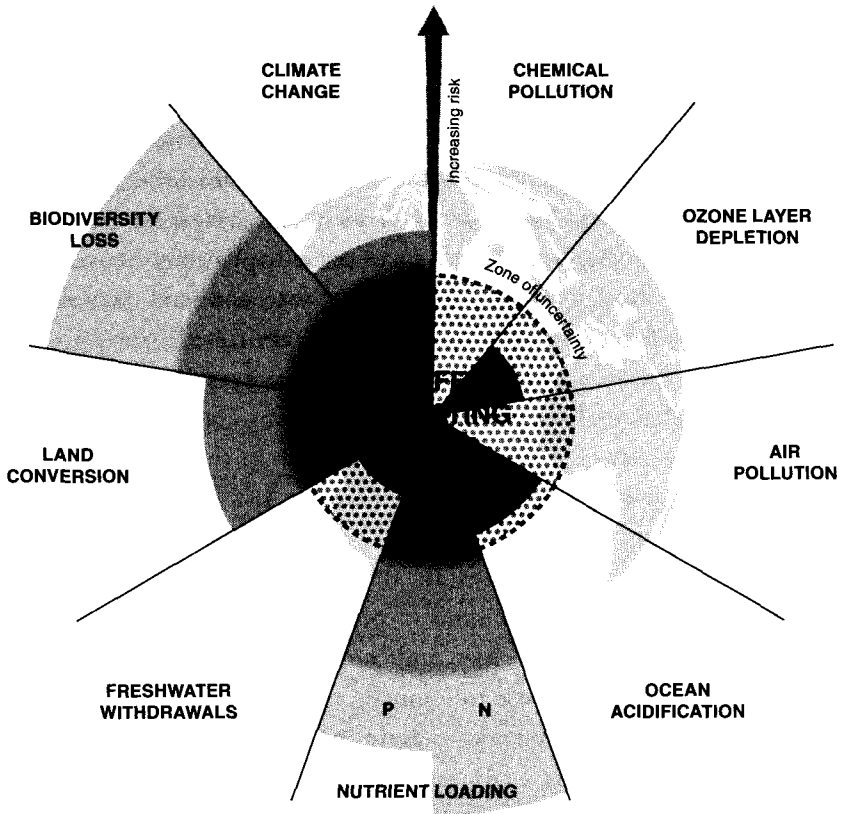 CLIMATE
CHANGE
CHEMICAL
POLLUTION
Increasing risk
BIODIVERSITY
LOSS
OZONE LAYER
DEPLETION
Zone of uncertainty
LAND
CONVERSION
AIR
POLLUTION
FRESHWATER
WITHDRAWALS
P
N
OCEAN
ACIDIFICATION
NUTRIENT LOADING